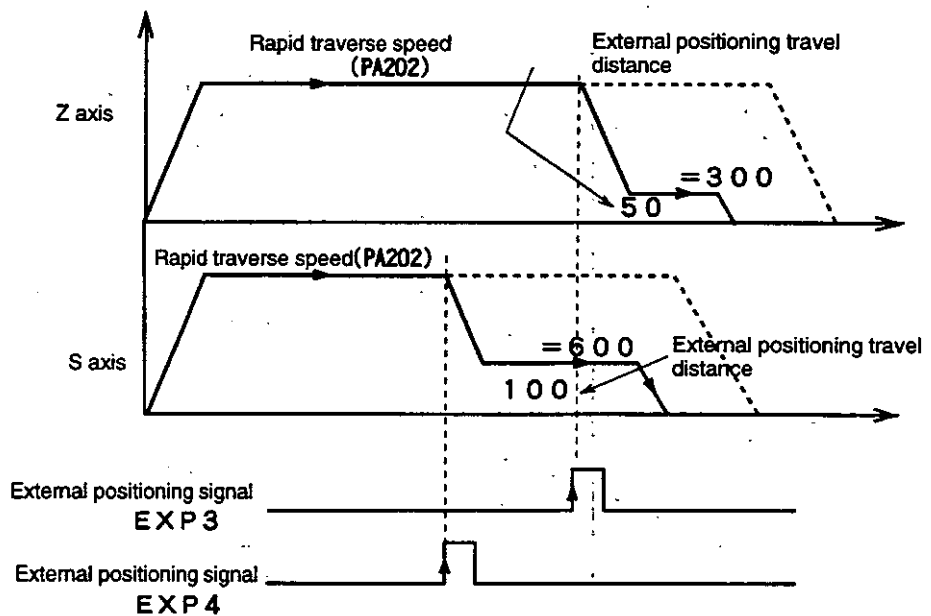 Rapid traverse speed
(PA202)
External positioning travel
distance
Z axis
=300
50
Rapid traverse speed(PA202)
S axis
=600
100
External positioning travel
distance
External positioning signal
EXP3
External positioning signal
EXP4